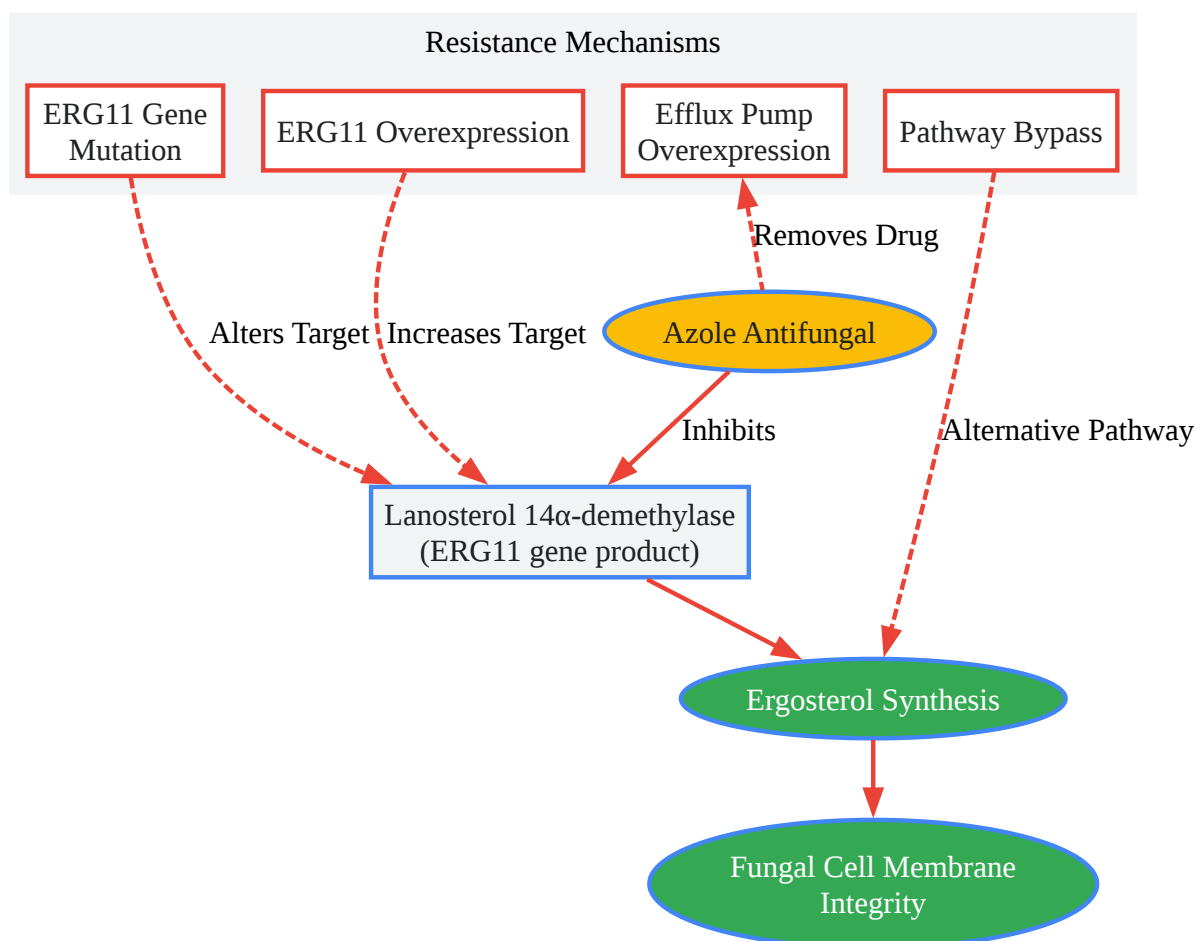 Resistance Mechanisms
ERG11 Gene
Mutation
ERG11 Overexpression
Efflux Pump
Overexpression
Pathway Bypass
Removes Drug
Alters Target
Increases Target
Azole Antifungal
Inhibits
Alternative Pathway
Lanosterol 14α-demethylase
(ERG11 gene product)
Ergosterol Synthesis
Fungal Cell Membrane
Integrity